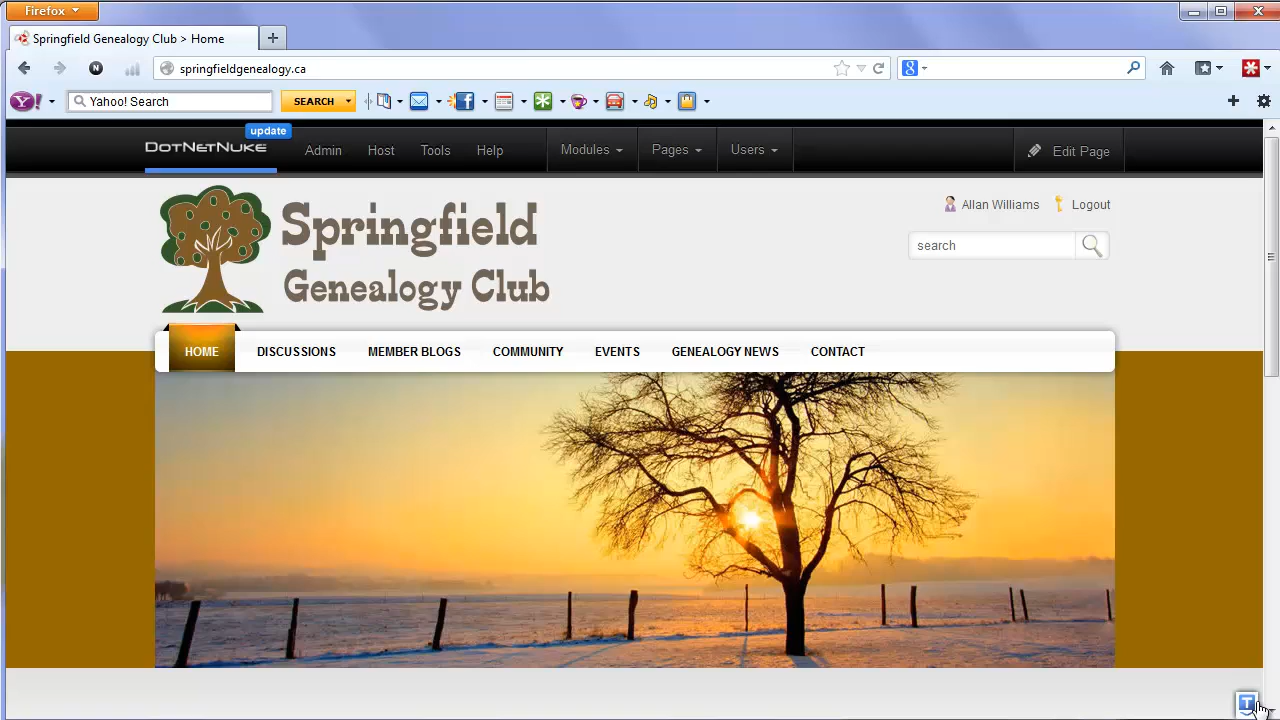 Firefox
Springfield Genealogy Club > Home
springfieldgenealogy.ca
Yahoo! Search
SEARCH
update
DOTNETNUKE
Admin
Host
Tools
Help
Modules
Pages
Users
Edit Page
Allan Williams
Logout
Springfield
Genealogy Club
search
HOME
DISCUSSIONS
MEMBER BLOGS
COMMUNITY
EVENTS
GENEALOGY NEWS
CONTACT